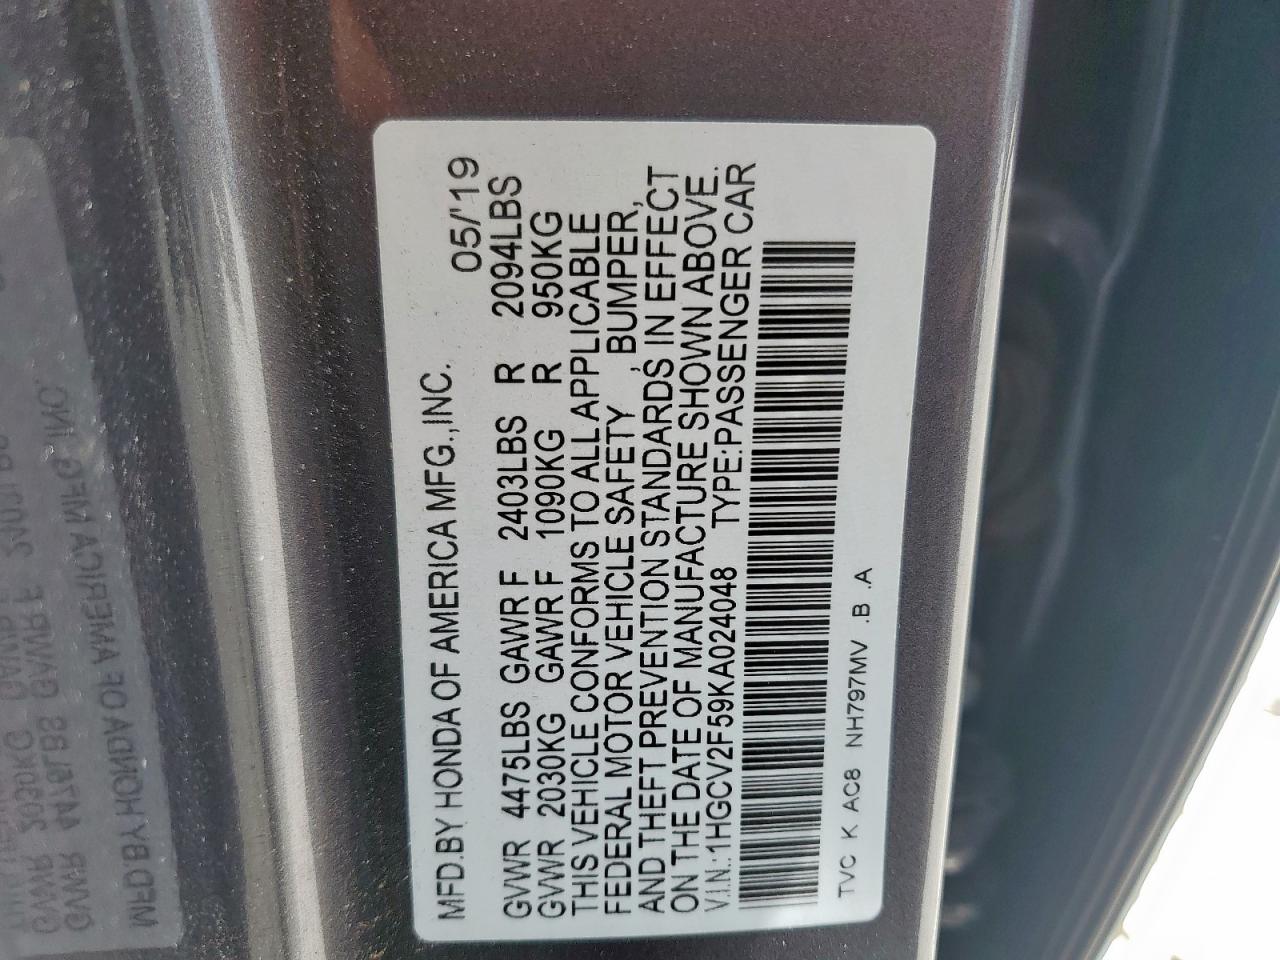 MFD.BY HONDA OF AMERICA MFG.,INC. 05/'19
GVWR 4475LBS GAWR F 2403LBS R 2094LBS
GVWR 2030KG GAWR F 1090KG R 950KG
THIS VEHICLE CONFORMS TO ALL APPLICABLE
FEDERAL MOTOR VEHICLE SAFETY , BUMPER,
AND THEFT PREVENTION STANDARDS IN EFFECT
ON THE DATE OF MANUFACTURE SHOWN ABOVE.
V.I.N.:1HGCV2F59KA024048 TYPE:PASSENGER CAR
TVC K AC8 NH797MV .B .A